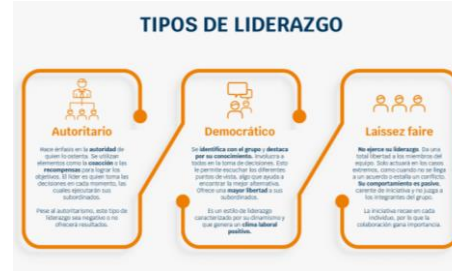 TIPOS DE LIDERAZGO
Autoritario
Hace énfasis en la autoridad de
quien lo ostenta. Se utilizan
elementos como la coacción o las
recompensas para lograr los
objetivos. El líder es quien toma las
decisiones en cada momento, las
cuales ejecutarán sus
subordinados.
Pese al autoritarismo, este tipo de
liderazgo sea negativo o no
ofrecerá resultados.
Democrático
Se identifica con el grupo y destaca
por su conocimiento. Involucra a
todos en la toma de decisiones. Esto
le permite escuchar los diferentes
puntos de vista, algo que ayuda a
encontrar la mejor alternativa.
Ofrece una mayor libertad a sus
subordinados.
Es un estilo de liderazgo
caracterizado por su dinamismo y
que genera un clima laboral
positivo.
Laissez faire
No ejerce su liderazgo. Da una
total libertad a los miembros del
equipo. Solo actuará en los casos
extremos, como cuando no se llega
a un acuerdo o estalla un conflicto.
Su comportamiento es pasivo,
carente de iniciativa y no juzga a
los integrantes del grupo.
La iniciativa recae en cada
individuo, por lo que la
colaboración gana importancia.